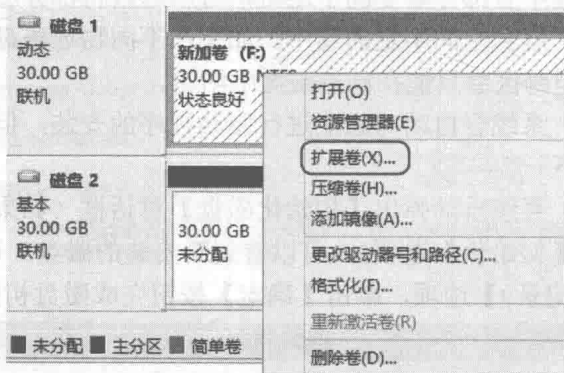 磁盘 1
动态
30.00 GB
联机
新加卷 (F:)
30.00 GB NTFS
状态良好
打开(O)
资源管理器(E)
扩展卷(X)...
压缩卷(H)...
添加镜像(A)...
更改驱动器号和路径(C)...
格式化(F)...
重新激活卷(R)
删除卷(D)...
磁盘 2
基本
30.00 GB
联机
30.00 GB
未分配
未分配 主分区 简单卷